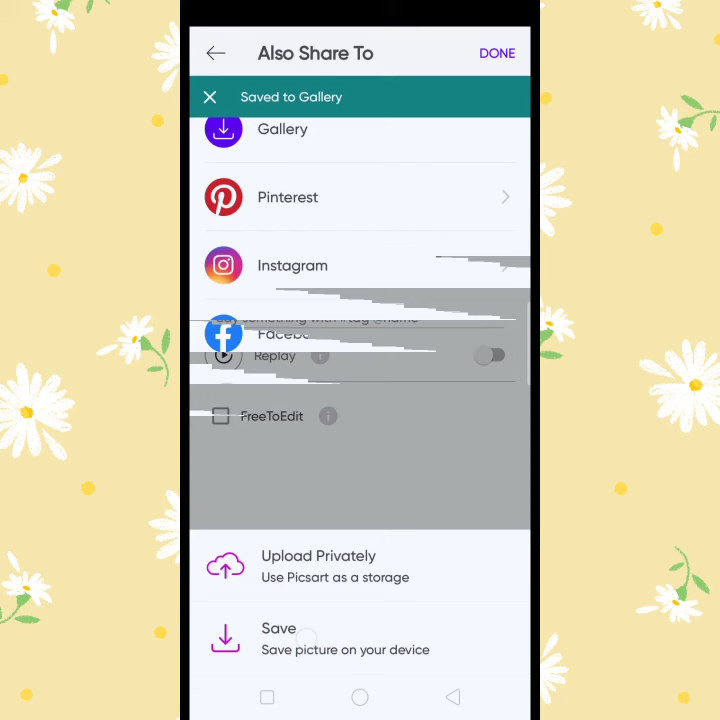 Also Share To
DONE
Saved to Gallery
Gallery
Pinterest
Instagram
Replay
FreeToEdit
Upload Privately
Use Picsart as a storage
Save
Save picture on your device